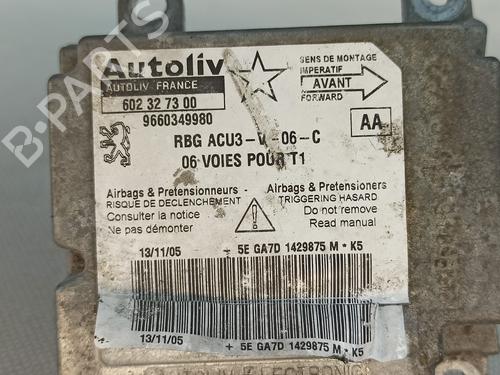 Autoliv
AUTOLIV - FRANCE
602 32 73 00
9660349980
SENS DE MONTAGE
IMPERATIF
AVANT
FORWARD
AA
RBG ACU3-V-06-C
06 VOIES POUR T1
Airbags & Pretensionneurs
RISQUE DE DECLENCHEMENT
Consulter la notice
Ne pas démonter
Airbags & Pretensioners
TRIGGERING HASARD
Do not remove
Read manual
13/11/05 + 5E GA7D 1429875 M * K5
13/11/05 + 5E GA7D 1429875 M * K5
B-PARTS